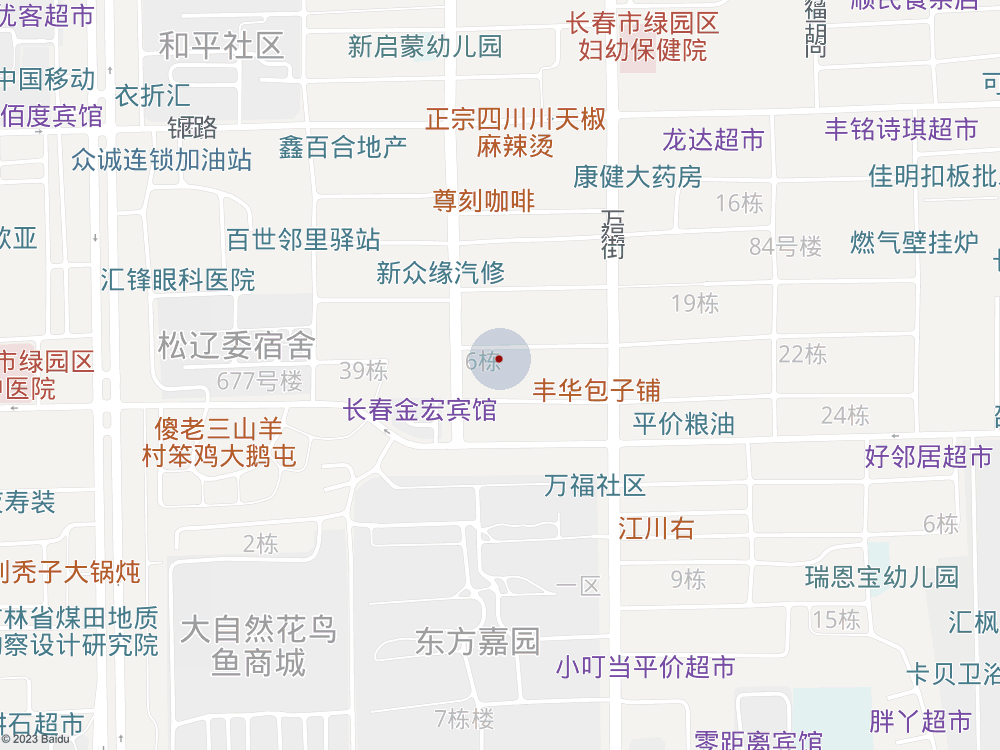 优客超市
顺民食杂店
福
长春市绿园区
妇幼保健院
新启蒙幼儿园
和平社区
中国移动
衣折汇
佰度宾馆
正宗四川川天椒
麻辣烫
龙达超市
丰铭诗琪超市
鑫百合地产
众诚连锁加油站
康健大药房
佳明扣板批
尊刻咖啡
16栋
万福街
欧亚
百世邻里驿站
84号楼
燃气壁挂炉
汇锋眼科医院
新众缘汽修
19栋
松辽委宿舍
市绿园区
中医院
6栋
22栋
39栋
677号楼
丰华包子铺
长春金宏宾馆
24栋
平价粮油
傻老三山羊
村笨鸡大鹅屯
好邻居超市
万福社区
寿装
江川右
6栋
2栋
秃子大锅炖
9栋
一区
瑞恩宝幼儿园
林省煤田地质
勘察设计研究院
15栋
汇枫
大自然花鸟
鱼商城
东方嘉园
小叮当平价超市
卡贝卫浴
7栋楼
胖丫超市
石超市
零距离宾馆
© 2023 Baidu